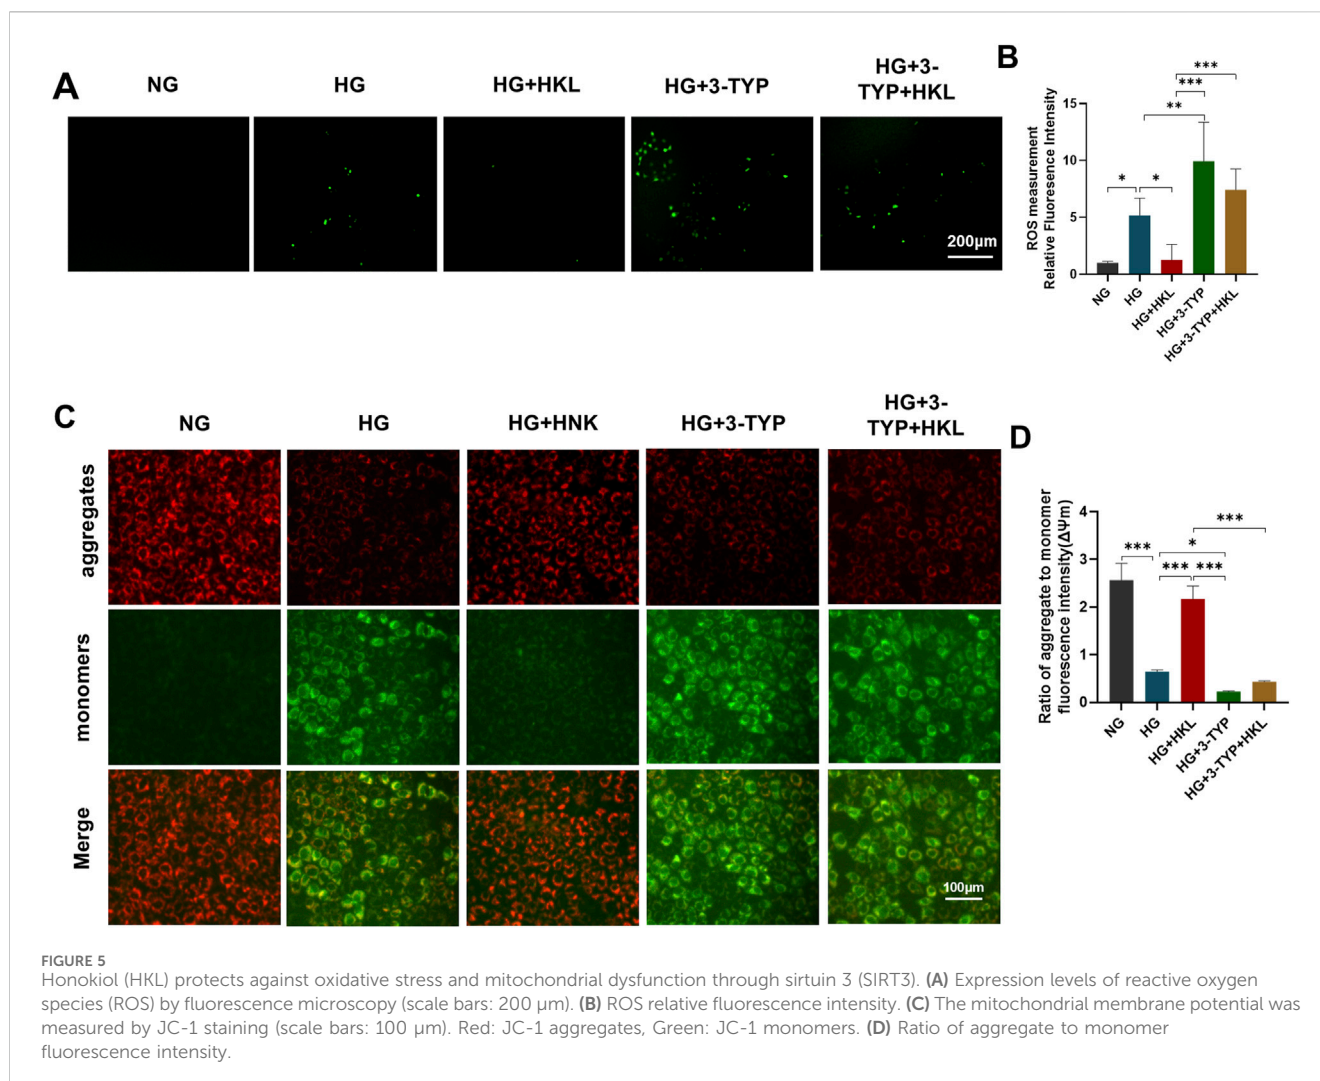 A
NG
HG
HG+HKL
HG+3-TYP
HG+3-
TYP+HKL
200µm
B
ROS measurement
Relative Fluoresence Intensity
15
10
5
0
*
*
**
***
***
NG
HG
HG+HKL
HG+3-TYP
HG+3-TYP+HKL
C
NG
HG
HG+HNK
HG+3-TYP
HG+3-
TYP+HKL
aggregates
monomers
Merge
100µm
D
Ratio of aggregate to monomer
fluorescence intensity(ΔΨm)
4
3
2
1
0
***
***
***
*
***
NG
HG
HG+HKL
HG+3-TYP
HG+3-TYP+HKL
FIGURE 5
Honokiol (HKL) protects against oxidative stress and mitochondrial dysfunction through sirtuin 3 (SIRT3). (A) Expression levels of reactive oxygen
species (ROS) by fluorescence microscopy (scale bars: 200 µm). (B) ROS relative fluorescence intensity. (C) The mitochondrial membrane potential was
measured by JC-1 staining (scale bars: 100 µm). Red: JC-1 aggregates, Green: JC-1 monomers. (D) Ratio of aggregate to monomer
fluorescence intensity.